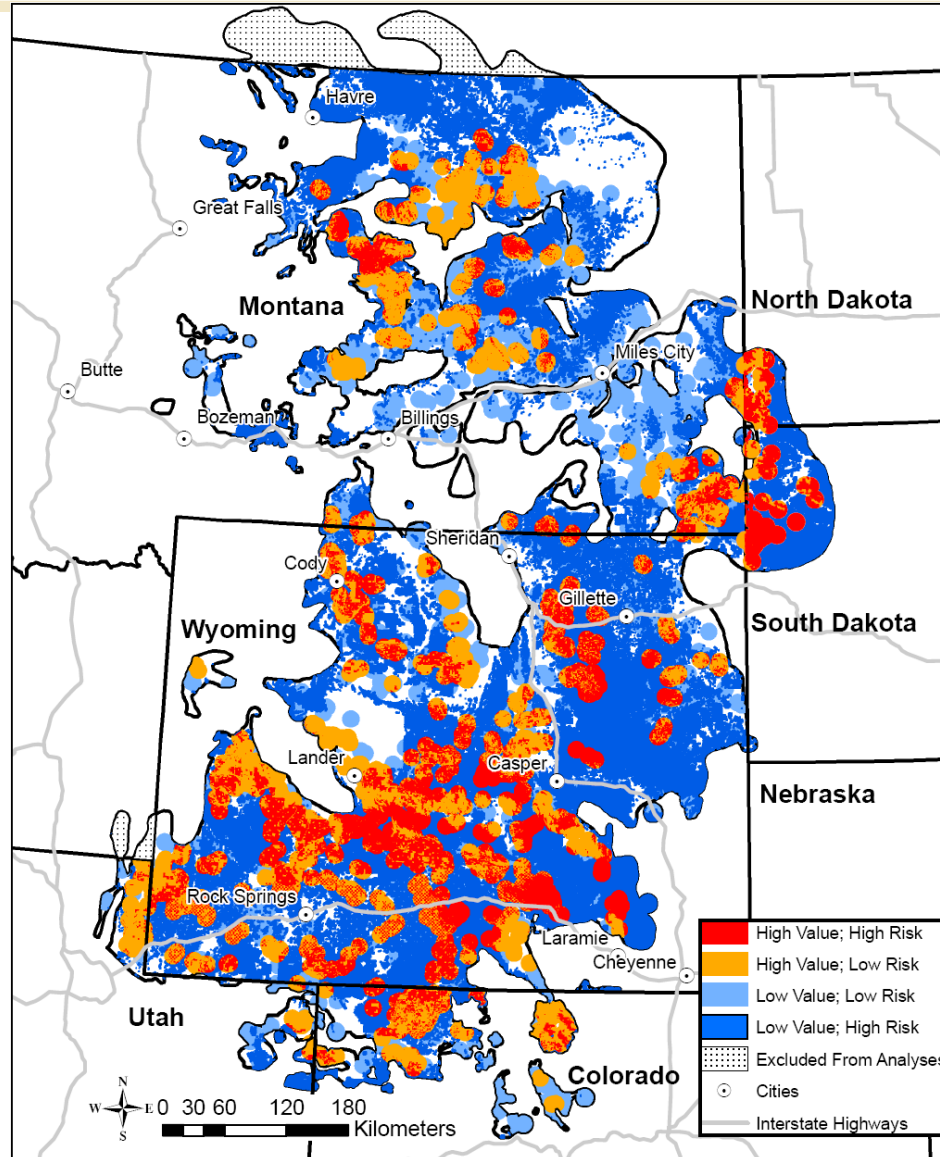 Havre
Great Falls
Montana
North Dakota
Miles City
Butte
Bozeman
Billings
Sheridan
Cody
Gillette
Wyoming
South Dakota
Lander
Casper
Nebraska
Rock Springs
Laramie
Cheyenne
Utah
Colorado
High Value; High Risk
High Value; Low Risk
Low Value; Low Risk
Low Value; High Risk
Excluded From Analyses
Cities
Interstate Highways
N
W E
S
0 30 60 120 180
Kilometers